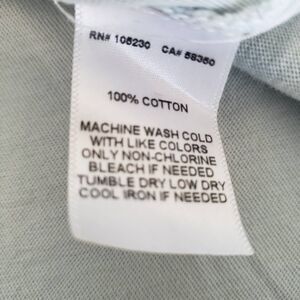 RN# 105230 CA# 58350
100% COTTON
MACHINE WASH COLD
WITH LIKE COLORS
ONLY NON-CHLORINE
BLEACH IF NEEDED
TUMBLE DRY LOW DRY
COOL IRON IF NEEDED